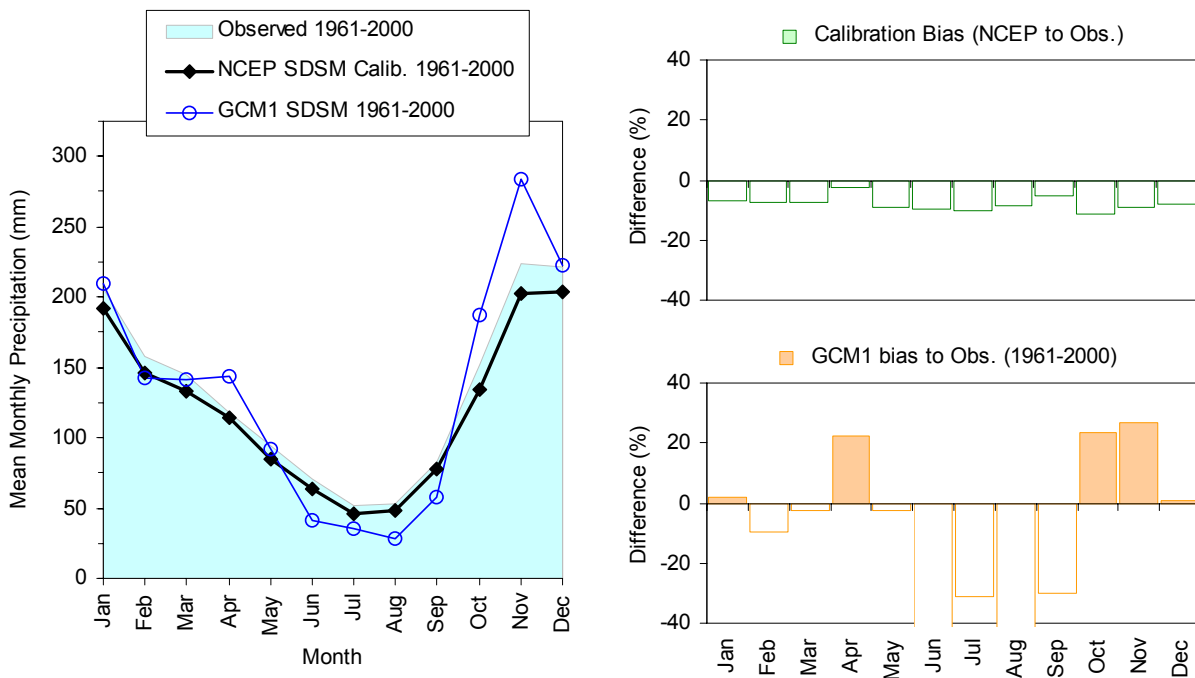 Observed 1961-2000
NCEP SDSM Calib. 1961-2000
GCM1 SDSM 1961-2000
Mean Monthly Precipitation (mm)
300
250
200
150
100
50
0
Jan Feb Mar Apr May Jun Jul Aug Sep Oct Nov Dec
Month
Calibration Bias (NCEP to Obs.)
Difference (%)
40
20
0
-20
-40
GCM1 bias to Obs. (1961-2000)
Difference (%)
40
20
0
-20
-40
Jan Feb Mar Apr May Jun Jul Aug Sep Oct Nov Dec